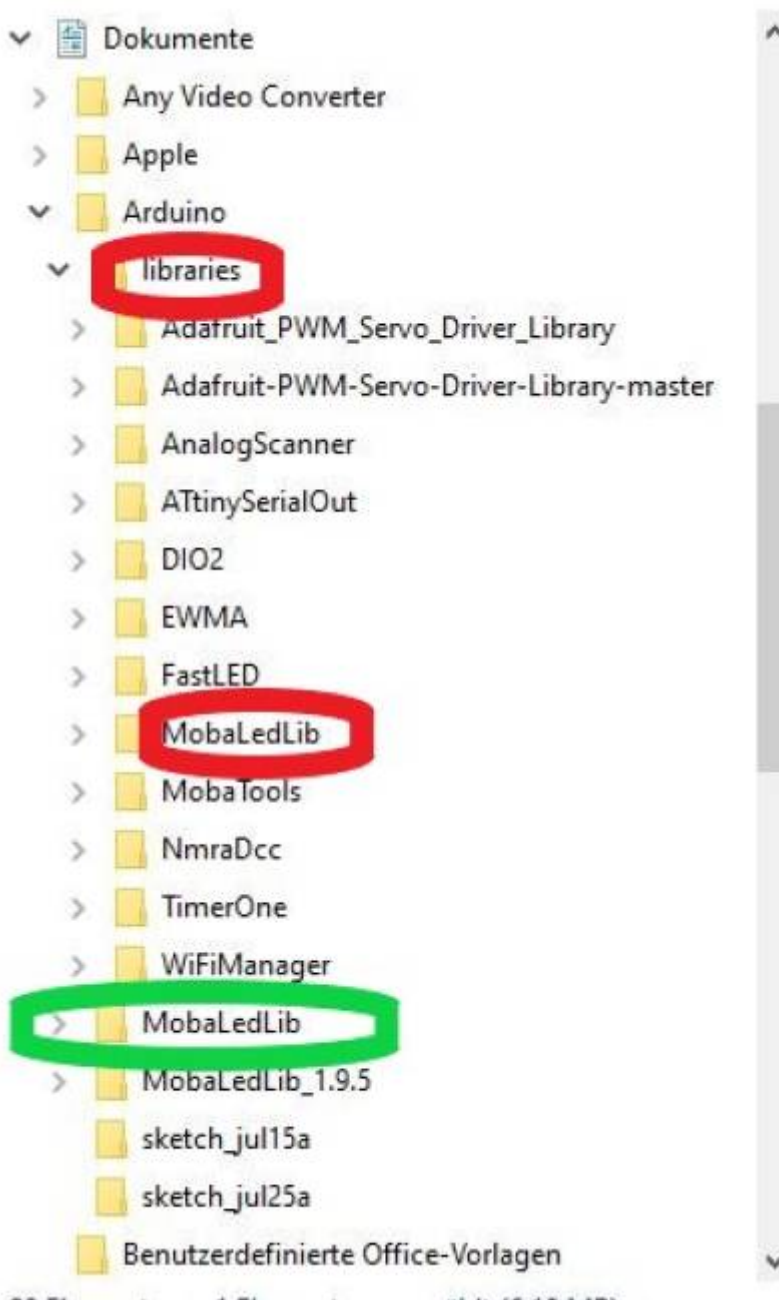 Dokumente
Any Video Converter
Apple
Arduino
libraries
Adafruit_PWM_Servo_Driver_Library
Adafruit-PWM-Servo-Driver-Library-master
AnalogScanner
ATtinySerialOut
DIO2
EWMA
FastLED
MobaLedLib
MobaTools
NmraDcc
TimerOne
WiFiManager
MobaLedLib
MobaLedLib_1.9.5
sketch_jul15a
sketch_jul25a
Benutzerdefinierte Office-Vorlagen